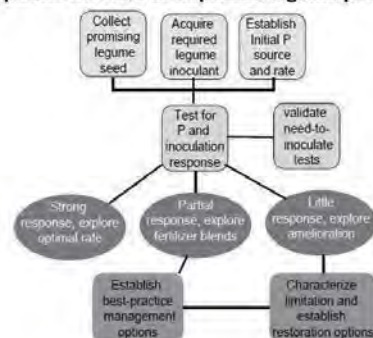 Collect
promising
legume
seed
Acquire
required
legume
inoculant
Establish
Initial P
source
and rate
Test for
P and
inoculation
response
validate
need-to-
inoculate
tests
Strong
response, explore
optimal rate
Partial
response, explore
fertilizer blends
Little
response, explore
amelioration
Establish
best-practice
management
options
Characterize
limitation and
establish
restoration options